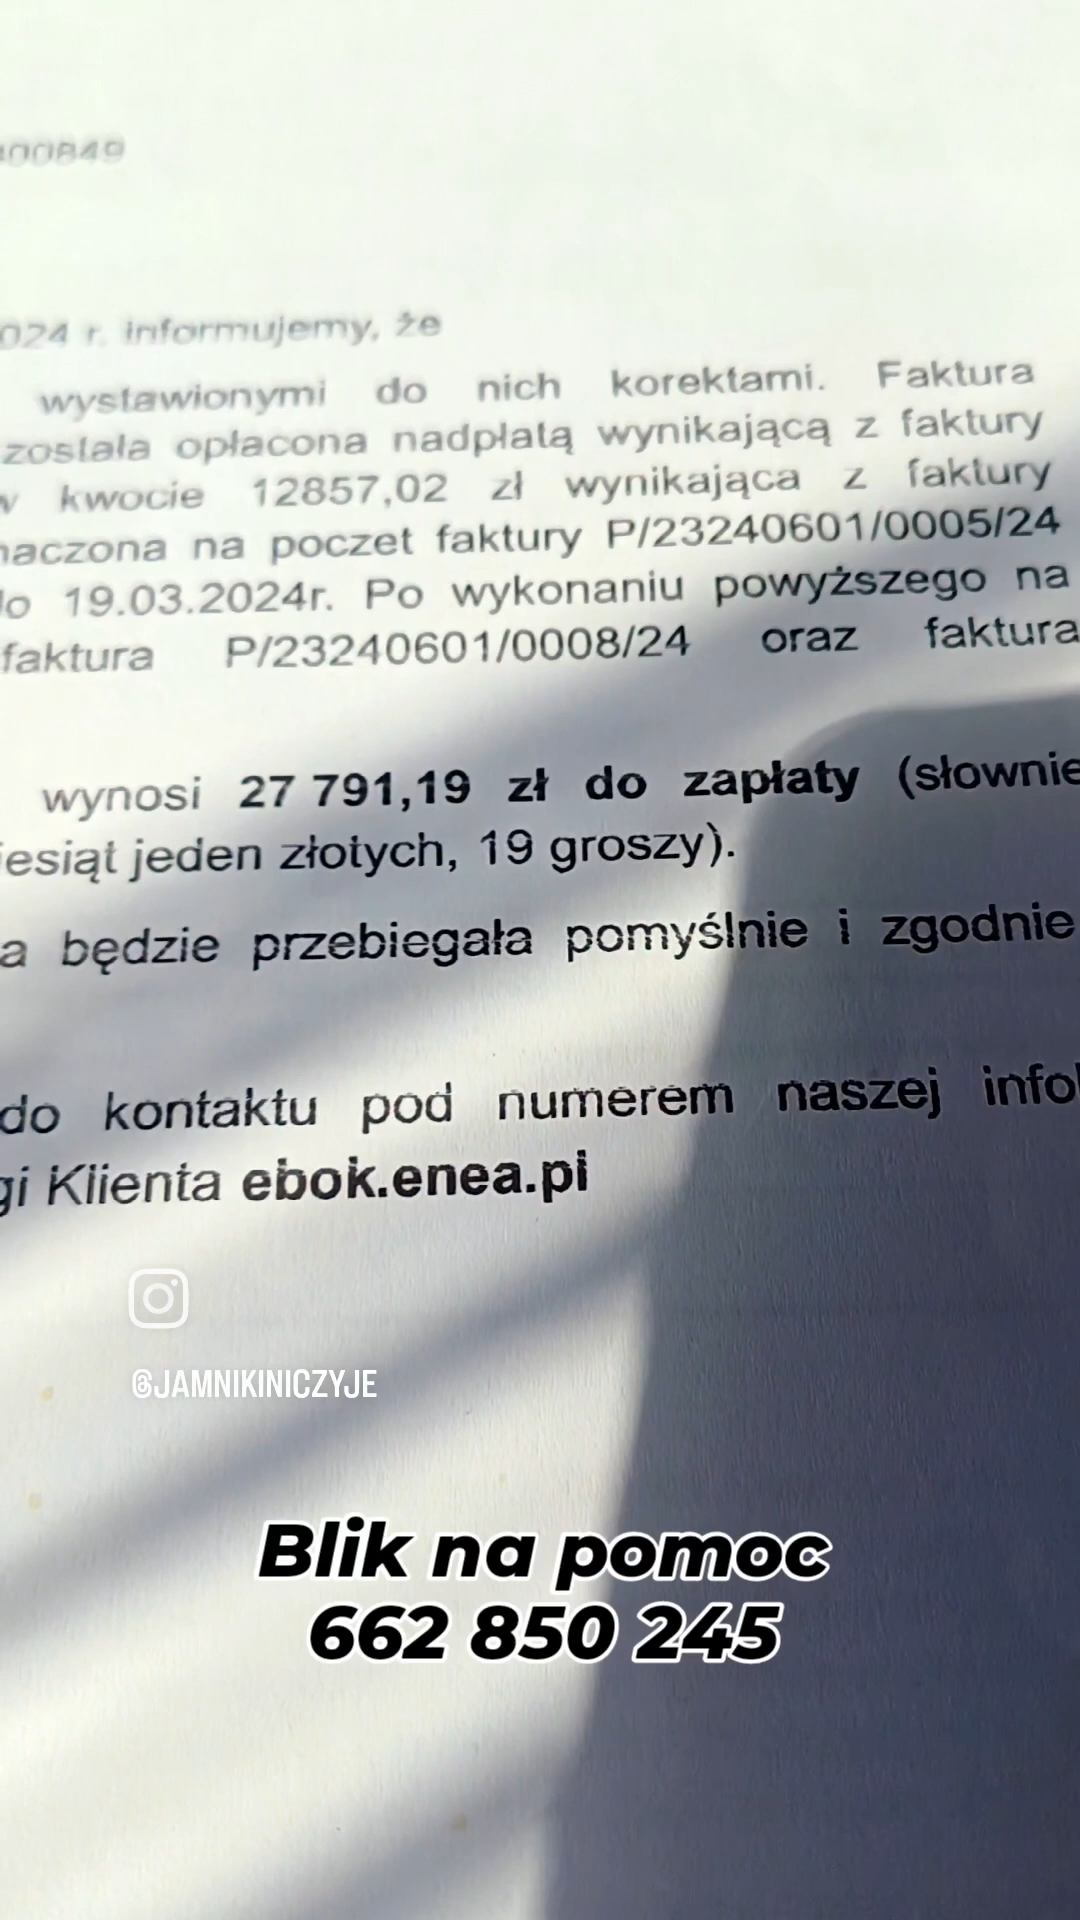 024 r. informujemy, że
wystawionymi do nich korektami. Faktura
została opłacona nadpłatą wynikającą z faktury
w kwocie 12857,02 zł wynikająca z faktury
naczona na poczet faktury P/23240601/0005/24
do 19.03.2024r. Po wykonaniu powyższego na
faktura P/23240601/0008/24 oraz faktura
wynosi 27 791,19 zł do zapłaty (słownie
iesiąt jeden złotych, 19 groszy).
a będzie przebiegała pomyślnie i zgodnie
do kontaktu pod numerem naszej info
gi Klienta ebok.enea.pl
@JAMNIKINICZYJE
Blik na pomoc
662 850 245